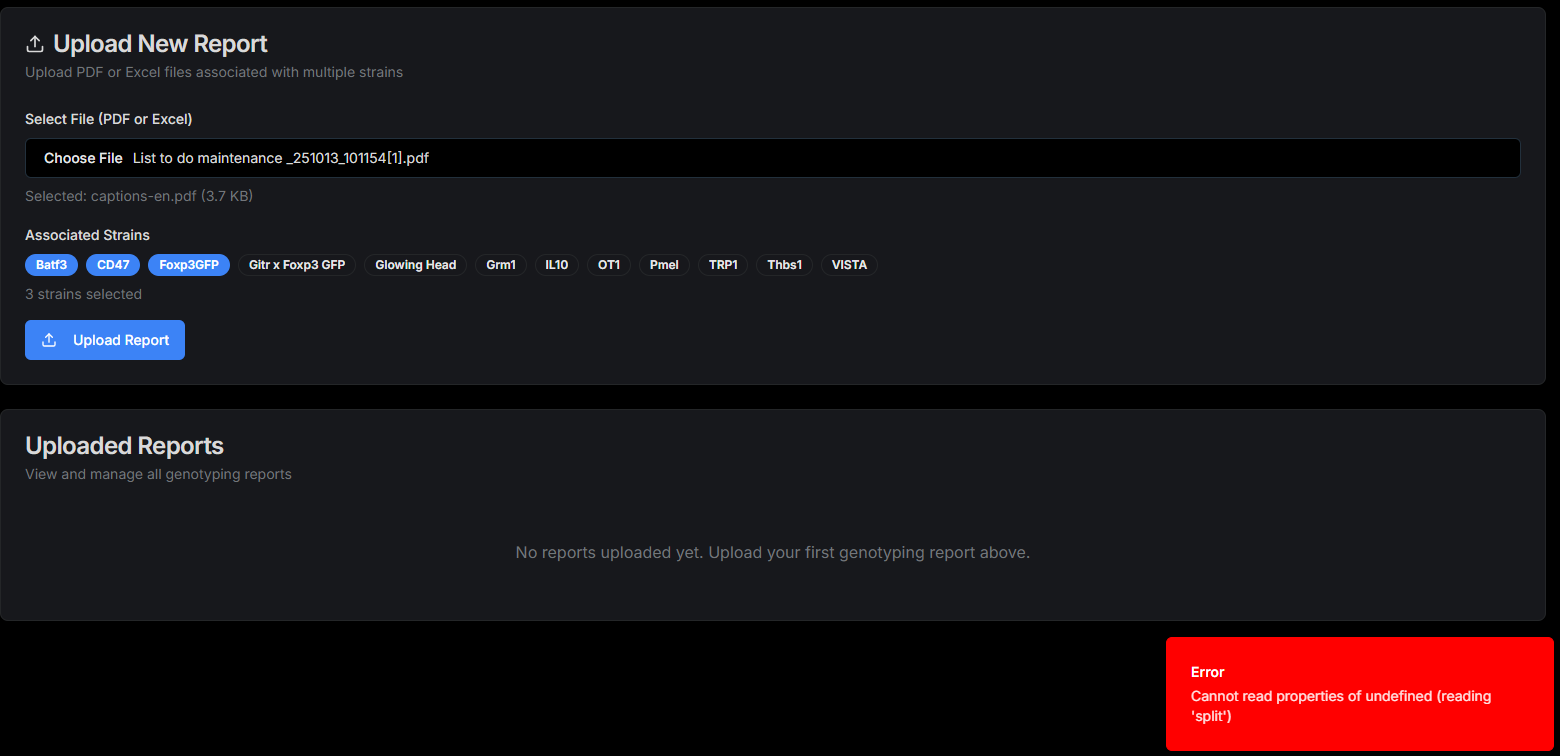 Upload New Report
Upload PDF or Excel files associated with multiple strains
Select File (PDF or Excel)
Choose File List to do maintenance _251013_101154[1].pdf
Selected: captions-en.pdf (3.7 KB)
Associated Strains
Batf3 CD47 Foxp3GFP Gitr x Foxp3 GFP Glowing Head Grm1 IL10 OT1 Pmel TRP1 Thbs1 VISTA
3 strains selected
Upload Report
Uploaded Reports
View and manage all genotyping reports
No reports uploaded yet. Upload your first genotyping report above.
Error
Cannot read properties of undefined (reading
'split')